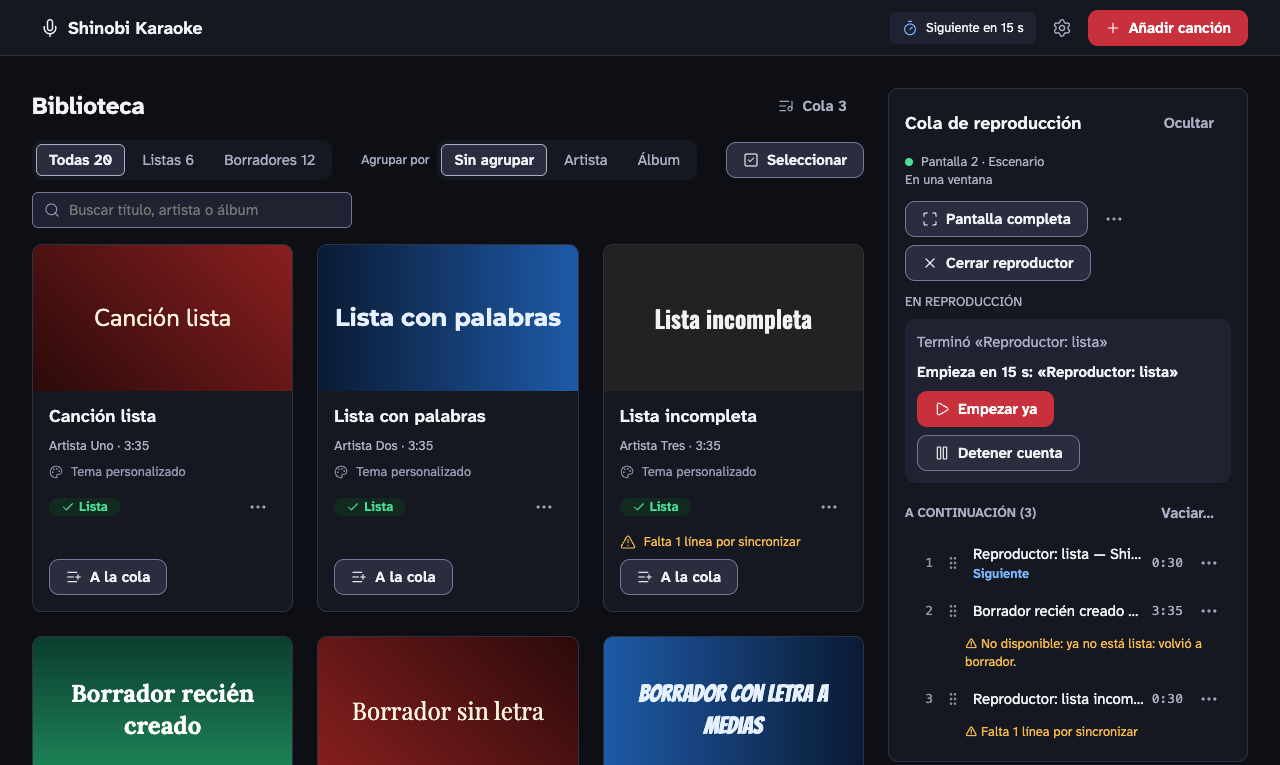 Shinobi Karaoke
Siguiente en 15 s
Añadir canción
Biblioteca
Cola 3
Todas 20
Listas 6
Borradores 12
Agrupar por
Sin agrupar
Artista
Álbum
Seleccionar
Buscar título, artista o álbum
Canción lista
Canción lista
Artista Uno · 3:35
Tema personalizado
Lista
A la cola
Lista con palabras
Lista con palabras
Artista Dos · 3:35
Tema personalizado
Lista
A la cola
Lista incompleta
Lista incompleta
Artista Tres · 3:35
Tema personalizado
Lista
Falta 1 línea por sincronizar
A la cola
Borrador recién
creado
Borrador sin letra
BORRADOR CON LETRA A
MEDIAS
Cola de reproducción
Ocultar
Pantalla 2 · Escenario
En una ventana
Pantalla completa
Cerrar reproductor
EN REPRODUCCIÓN
Terminó «Reproductor: lista»
Empieza en 15 s: «Reproductor: lista»
Empezar ya
Detener cuenta
A CONTINUACIÓN (3)
Vaciar...
1 Reproductor: lista — Shi... 0:30
Siguiente
2 Borrador recién creado ... 3:35
No disponible: ya no está lista: volvió a
borrador.
3 Reproductor: lista incom... 0:30
Falta 1 línea por sincronizar